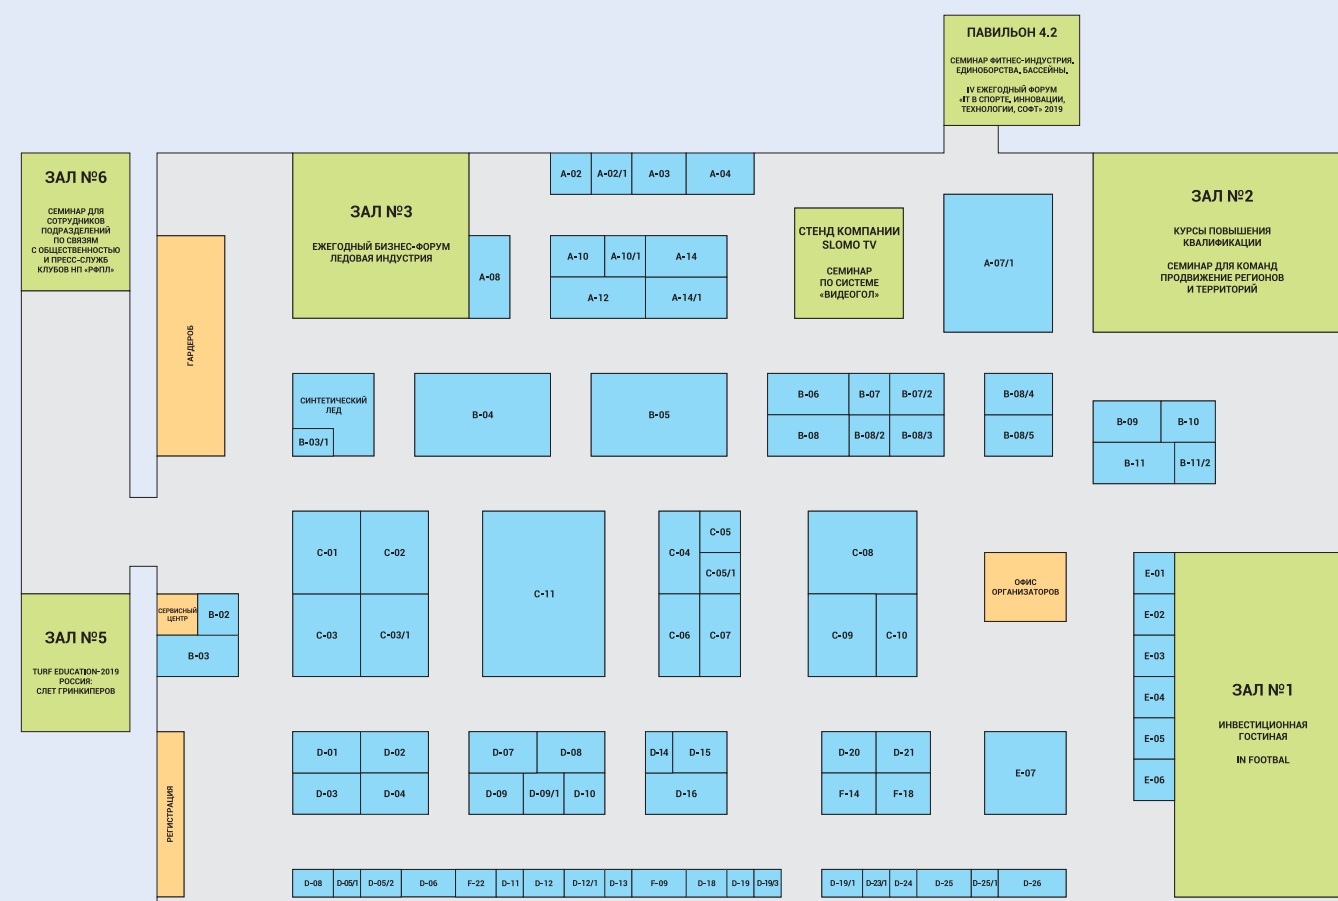 ПАВИЛЬОН 4.2
СЕМИНАР ФИТНЕС-ИНДУСТРИЯ,
ЕДИНОБОРСТВА, БАССЕЙНЫ,
IV ЕЖЕГОДНЫЙ ФОРУМ
«IT В СПОРТЕ, ИННОВАЦИИ,
ТЕХНОЛОГИИ, СОФТ» 2019
ЗАЛ №6
СЕМИНАР ДЛЯ
СОТРУДНИКОВ
ПОДРАЗДЕЛЕНИЙ
ПО СВЯЗЯМ
С ОБЩЕСТВЕННОСТЬЮ
И ПРЕСС-СЛУЖБ
КЛУБОВ НП «РФПЛ»
ГАРДЕРОБ
ЗАЛ №3
ЕЖЕГОДНЫЙ БИЗНЕС-ФОРУМ
ЛЕДОВАЯ ИНДУСТРИЯ
A-08
A-02
A-02/1
A-03
A-04
A-10
A-10/1
A-14
A-12
A-14/1
СТЕНД КОМПАНИИ
SLOMO TV
СЕМИНАР
ПО СИСТЕМЕ
«ВИДЕОГОЛ»
A-07/1
ЗАЛ №2
КУРСЫ ПОВЫШЕНИЯ
КВАЛИФИКАЦИИ
СЕМИНАР ДЛЯ КОМАНД
ПРОДВИЖЕНИЕ РЕГИОНОВ
И ТЕРРИТОРИЙ
СИНТЕТИЧЕСКИЙ
ЛЕД
B-03/1
B-04
B-05
B-06
B-07
B-07/2
B-08
B-08/2
B-08/3
B-08/4
B-08/5
B-09
B-10
B-11
B-11/2
C-01
C-02
C-03
C-03/1
C-11
C-04
C-05
C-05/1
C-06
C-07
C-08
C-09
C-10
ОФИС
ОРГАНИЗАТОРОВ
E-01
E-02
E-03
E-04
E-05
E-06
ЗАЛ №1
ИНВЕСТИЦИОННАЯ
ГОСТИНАЯ
IN FOOTBAL
СЕРВИСНЫЙ
ЦЕНТР
B-02
B-03
ЗАЛ №5
TURF EDUCATION-2019
РОССИЯ:
СЛЕТ ГРИНКИПЕРОВ
РЕГИСТРАЦИЯ
D-01
D-02
D-03
D-04
D-07
D-08
D-09
D-09/1
D-10
D-14
D-15
D-16
D-20
D-21
F-14
F-18
E-07
D-08
D-05/1
D-05/2
D-06
F-22
D-11
D-12
D-12/1
D-13
F-09
D-18
D-19
D-19/3
D-19/1
D-23/1
D-24
D-25
D-25/1
D-26